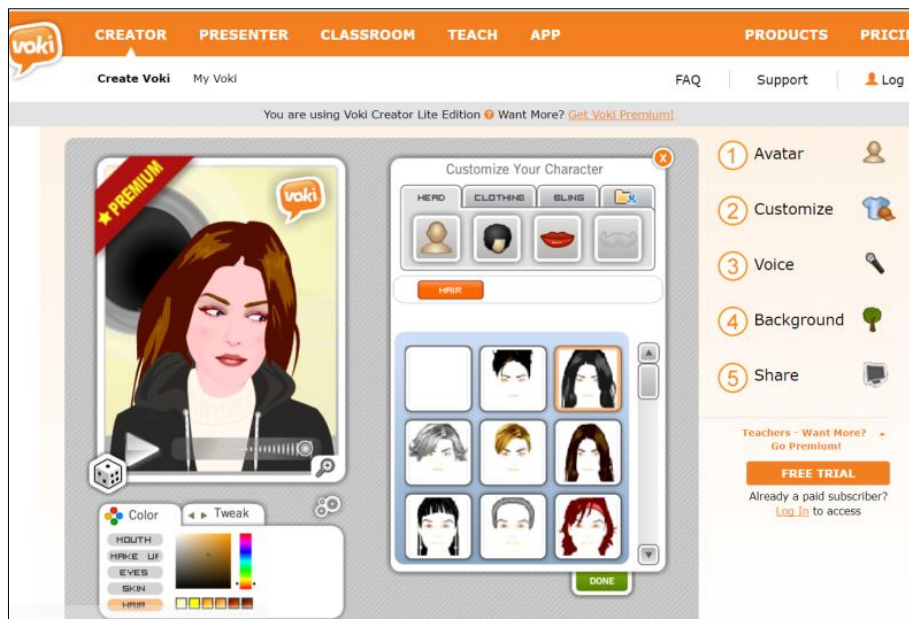 voki
CREATOR PRESENTER CLASSROOM TEACH APP PRODUCTS PRICI
Create Voki My Voki FAQ Support Log
You are using Voki Creator Lite Edition ? Want More? Get Voki Premium!
PREMIUM
voki
Customize Your Character
X
HEAD CLOTHING BLING
HAIR
DONE
Color Tweak
MOUTH
MAKE UP
EYES
SKIN
HAIR
1 Avatar
2 Customize
3 Voice
4 Background
5 Share
Teachers - Want More?
Go Premium!
FREE TRIAL
Already a paid subscriber?
Log In to access